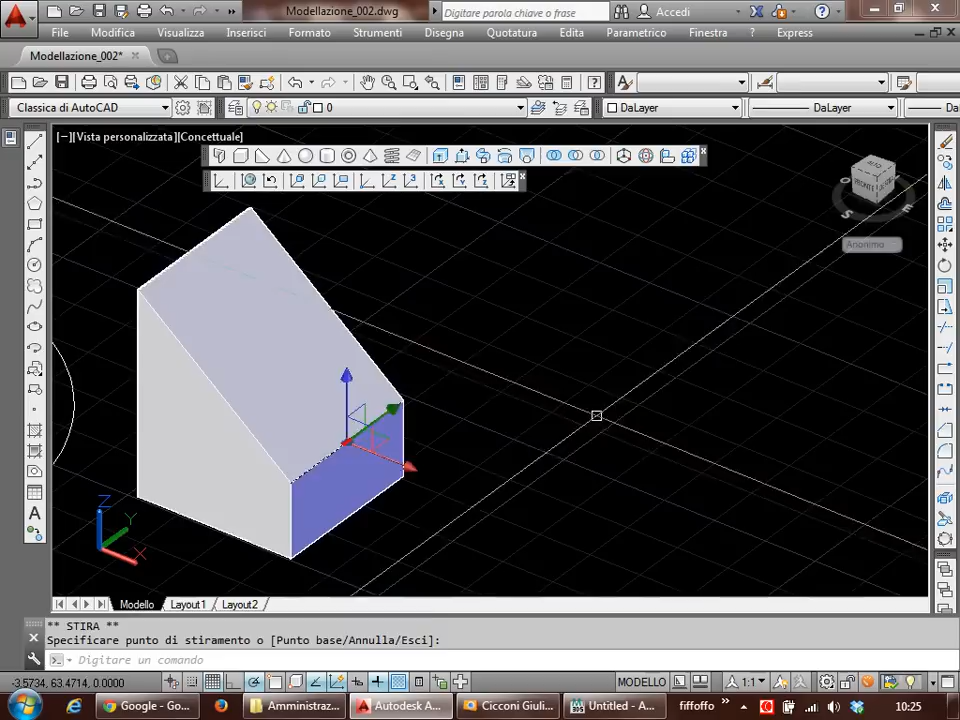 Modellazione_002.dwg
Digitare parola chiave o frase
Accedi
File
Modifica
Visualizza
Inserisci
Formato
Strumenti
Disegna
Quotatura
Edita
Parametrico
Finestra
?
Express
Modellazione_002*
Classica di AutoCAD
0
DaLayer
DaLayer
[−][Vista personalizzata][Concettuale]
ALTO
Anonimo
Z
Y
X
Modello
Layout1
Layout2
** STIRA **
Specificare punto di stiramento o [Punto base/Annulla/Esci]:
Digitare un comando
-3.5734, 63.4714, 0.0000
MODELLO
1:1
Google - Go...
Amministraz...
Autodesk A...
Cicconi Giuli...
Untitled - A...
fiffoffo
10:25